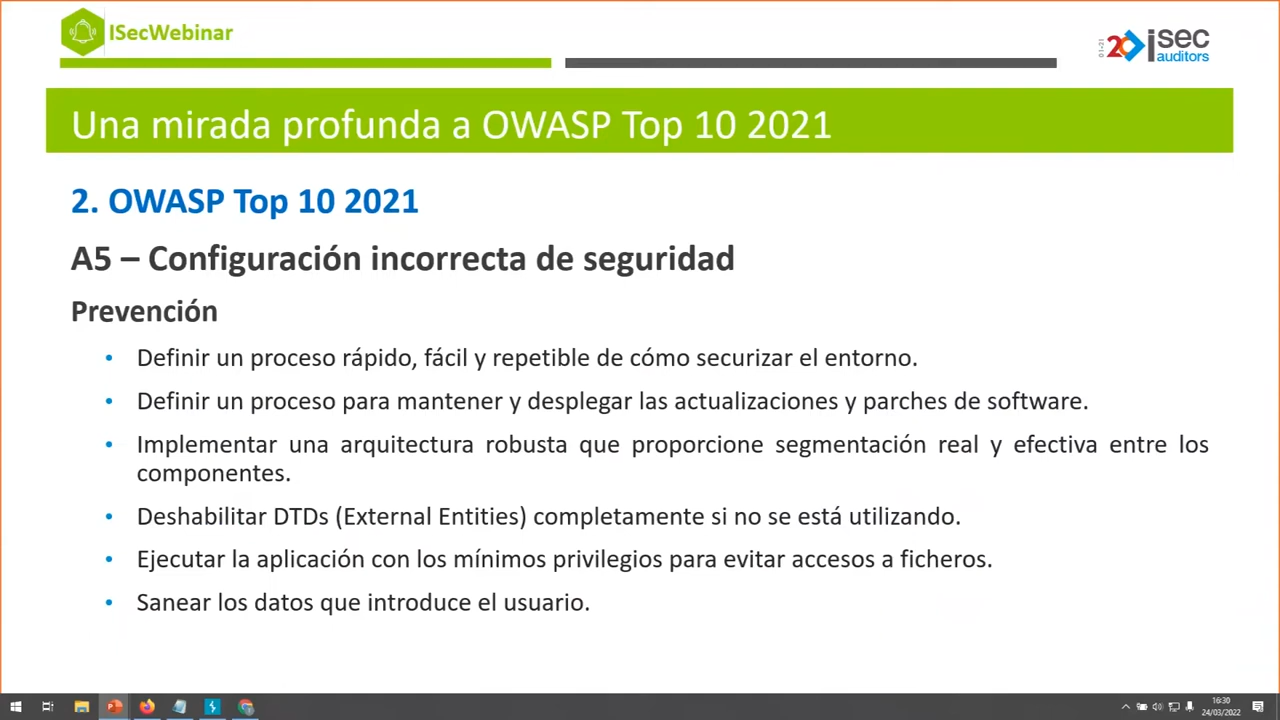 ISecWebinar
01-21
20
isec
auditors
Una mirada profunda a OWASP Top 10 2021
2. OWASP Top 10 2021
A5 – Configuración incorrecta de seguridad
Prevención
• Definir un proceso rápido, fácil y repetible de cómo securizar el entorno.
• Definir un proceso para mantener y desplegar las actualizaciones y parches de software.
• Implementar una arquitectura robusta que proporcione segmentación real y efectiva entre los
componentes.
• Deshabilitar DTDs (External Entities) completamente si no se está utilizando.
• Ejecutar la aplicación con los mínimos privilegios para evitar accesos a ficheros.
• Sanear los datos que introduce el usuario.
16:30
24/03/2022